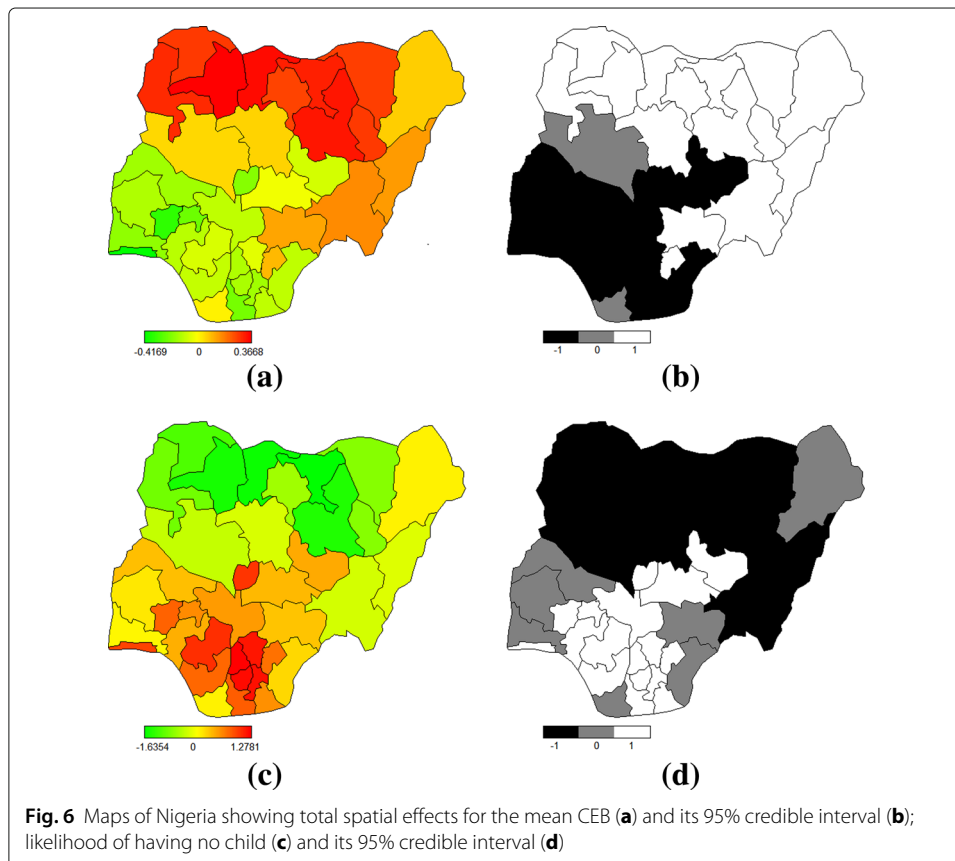 -0.4169 0 0.3668
-1 0 1
(a) (b)
-1.6354 0 1.2781
-1 0 1
(c) (d)
Fig. 6 Maps of Nigeria showing total spatial effects for the mean CEB (a) and its 95% credible interval (b);
likelihood of having no child (c) and its 95% credible interval (d)